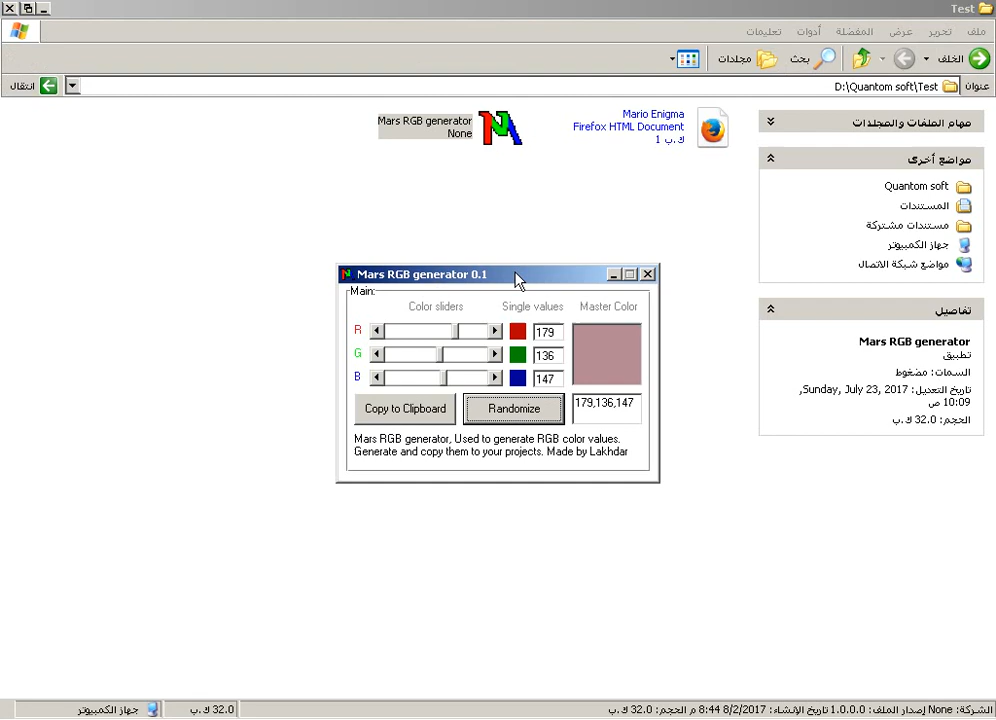 Test
ملف
تحرير
عرض
المفضلة
أدوات
تعليمات
الخلف
بحث
مجلدات
عنوان
D:\Quantom soft\Test
انتقال
مهام الملفات والمجلدات
مواضع أخرى
Quantom soft
المستندات
مستندات مشتركة
جهاز الكمبيوتر
مواضع شبكة الاتصال
تفاصيل
Mars RGB generator
تطبيق
السمات: مضغوط
تاريخ التعديل: Sunday, July 23, 2017,
10:09 ص
الحجم: 32.0 ك.ب
Mario Enigma
Firefox HTML Document
1 ك.ب
Mars RGB generator
None
Mars RGB generator 0.1
Main:
Color sliders
Single values
Master Color
R
179
G
136
B
147
Copy to Clipboard
Randomize
179,136,147
Mars RGB generator, Used to generate RGB color values.
Generate and copy them to your projects. Made by Lakhdar
الشركة: None إصدار الملف: 1.0.0.0 تاريخ الإنشاء: 8/2/2017 8:44 م الحجم: 32.0 ك.ب
32.0 ك.ب
جهاز الكمبيوتر